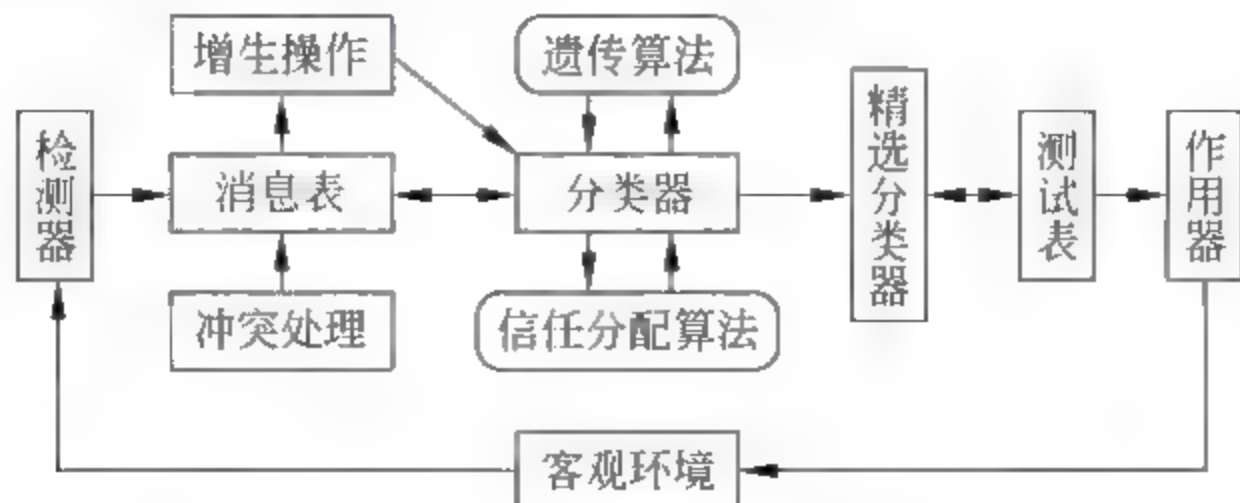 增生操作
遗传算法
检测器
消息表
分类器
精选分类器
测试表
作用器
冲突处理
信任分配算法
客观环境